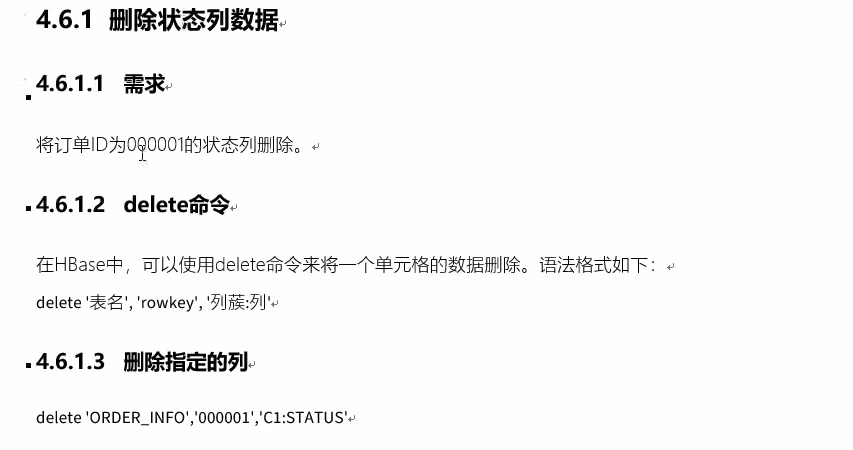 4.6.1 删除状态列数据
4.6.1.1 需求
将订单ID为000001的状态列删除。
4.6.1.2 delete命令
在HBase中，可以使用delete命令来将一个单元格的数据删除。语法格式如下：
delete '表名', 'rowkey', '列蔟:列'
4.6.1.3 删除指定的列
delete 'ORDER_INFO','000001','C1:STATUS'